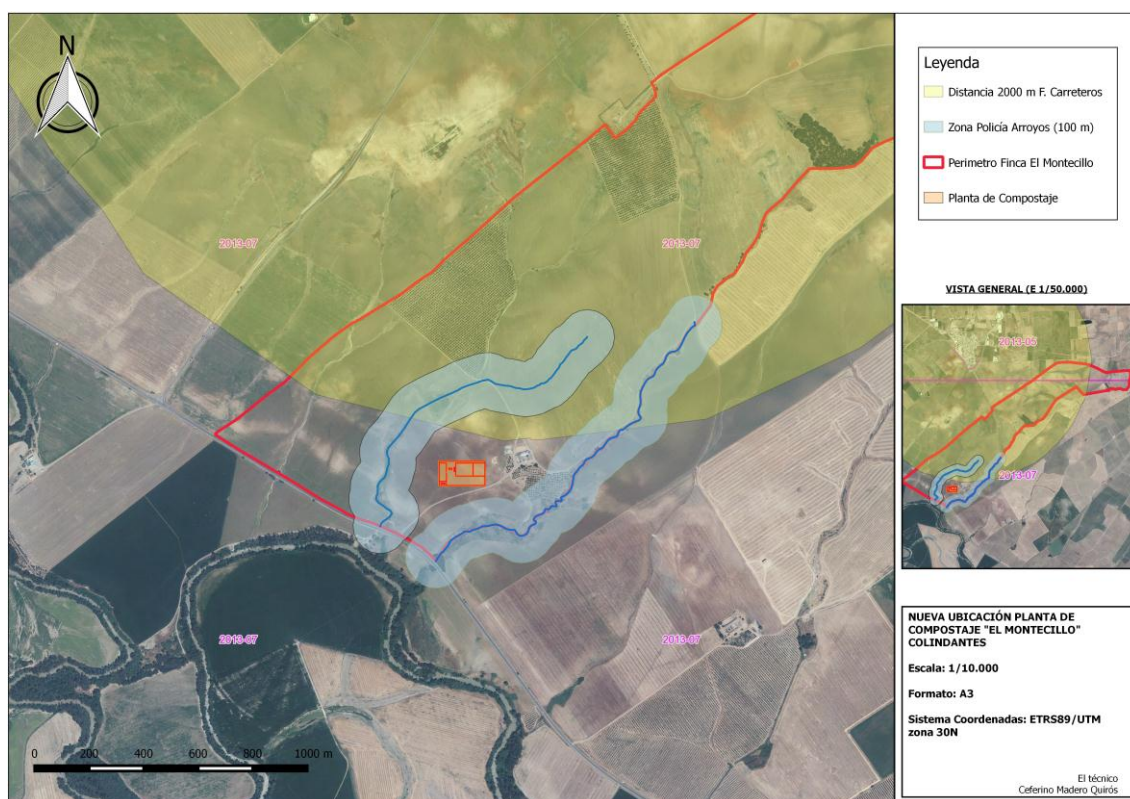 N
2013-07
2013-07
2013-07
2013-07
0 200 400 600 800 1000 m
Leyenda
Distancia 2000 m F. Carreteros
Zona Policía Arroyos (100 m)
Perimetro Finca El Montecillo
Planta de Compostaje
VISTA GENERAL (E 1/50.000)
2013-05
2013-07
NUEVA UBICACIÓN PLANTA DE
COMPOSTAJE "EL MONTECILLO"
COLINDANTES
Escala: 1/10.000
Formato: A3
Sistema Coordenadas: ETRS89/UTM
zona 30N
El técnico
Ceferino Madero Quirós